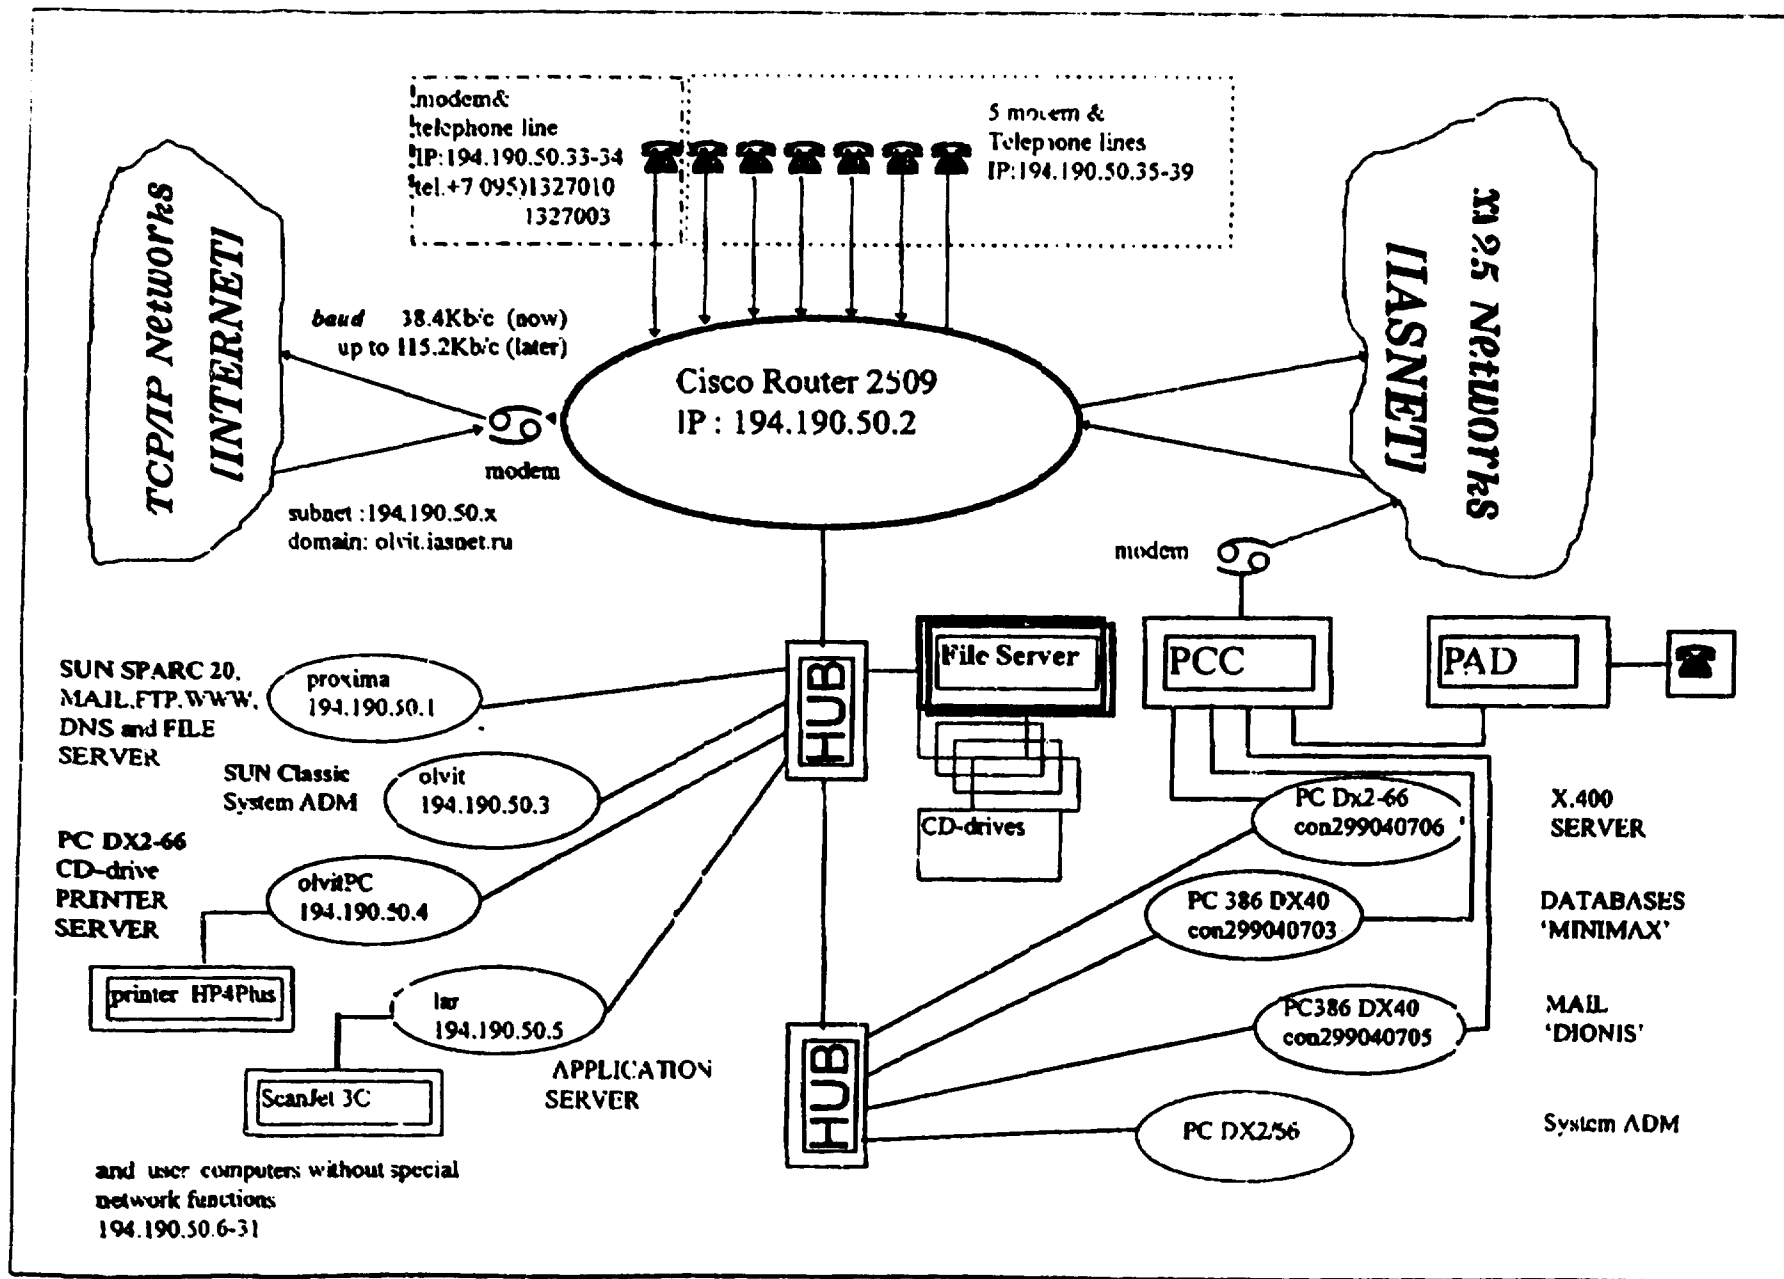 modem&
telephone line
IP:194.190.50.33-34
tel.+7 095)1327010
1327003
5 modem &
Telephone lines
IP:194.190.50.35-39
TCP/IP Networks
[INTERNET]
baud 38.4Kb/c (now)
up to 115.2Kb/c (later)
modem
subnet :194.190.50.x
domain: olvit.iasnet.ru
Cisco Router 2509
IP : 194.190.50.2
X25 Networks
[IASNET]
modem
HUB
File Server
CD-drives
PCC
PAD
SUN SPARC 20,
MAIL,FTP,WWW,
DNS and FILE
SERVER
proxima
194.190.50.1
SUN Classic
System ADM
olvit
194.190.50.3
PC DX2-66
CD-drive
PRINTER
SERVER
olvitPC
194.190.50.4
printer HP4Plus
lar
194.190.50.5
ScanJet 3C
APPLICATION
SERVER
and user computers without special
network functions
194.190.50.6-31
HUB
PC Dx2-66
con299040706
X.400
SERVER
PC 386 DX40
con299040703
DATABASES
'MINIMAX'
PC386 DX40
con299040705
MAIL
'DIONIS'
PC DX2/66
System ADM